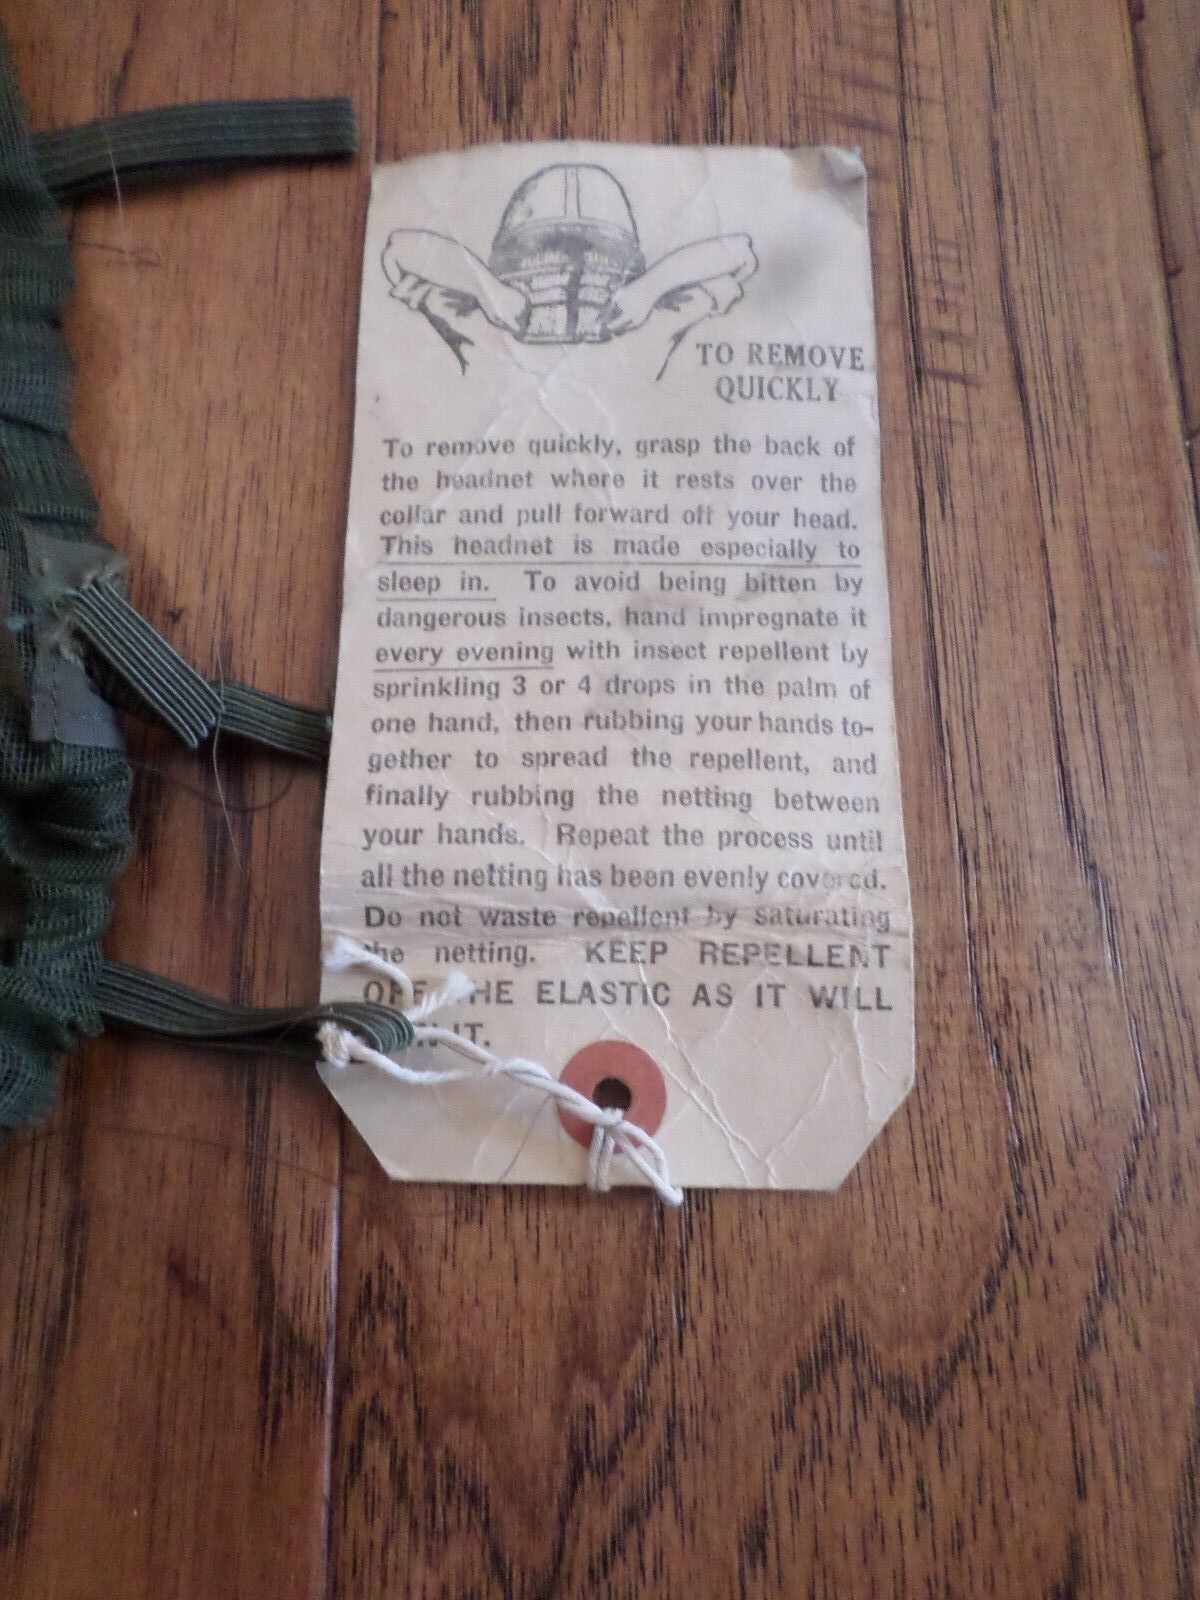 TO REMOVE
QUICKLY
To remove quickly, grasp the back of
the headnet where it rests over the
collar and pull forward off your head.
This headnet is made especially to
sleep in. To avoid being bitten by
dangerous insects, hand impregnate it
every evening with insect repellent by
sprinkling 3 or 4 drops in the palm of
one hand, then rubbing your hands to-
gether to spread the repellent, and
finally rubbing the netting between
your hands. Repeat the process until
all the netting has been evenly covered.
Do not waste repellent by saturating
the netting. KEEP REPELLENT
OFF THE ELASTIC AS IT WILL
IT.